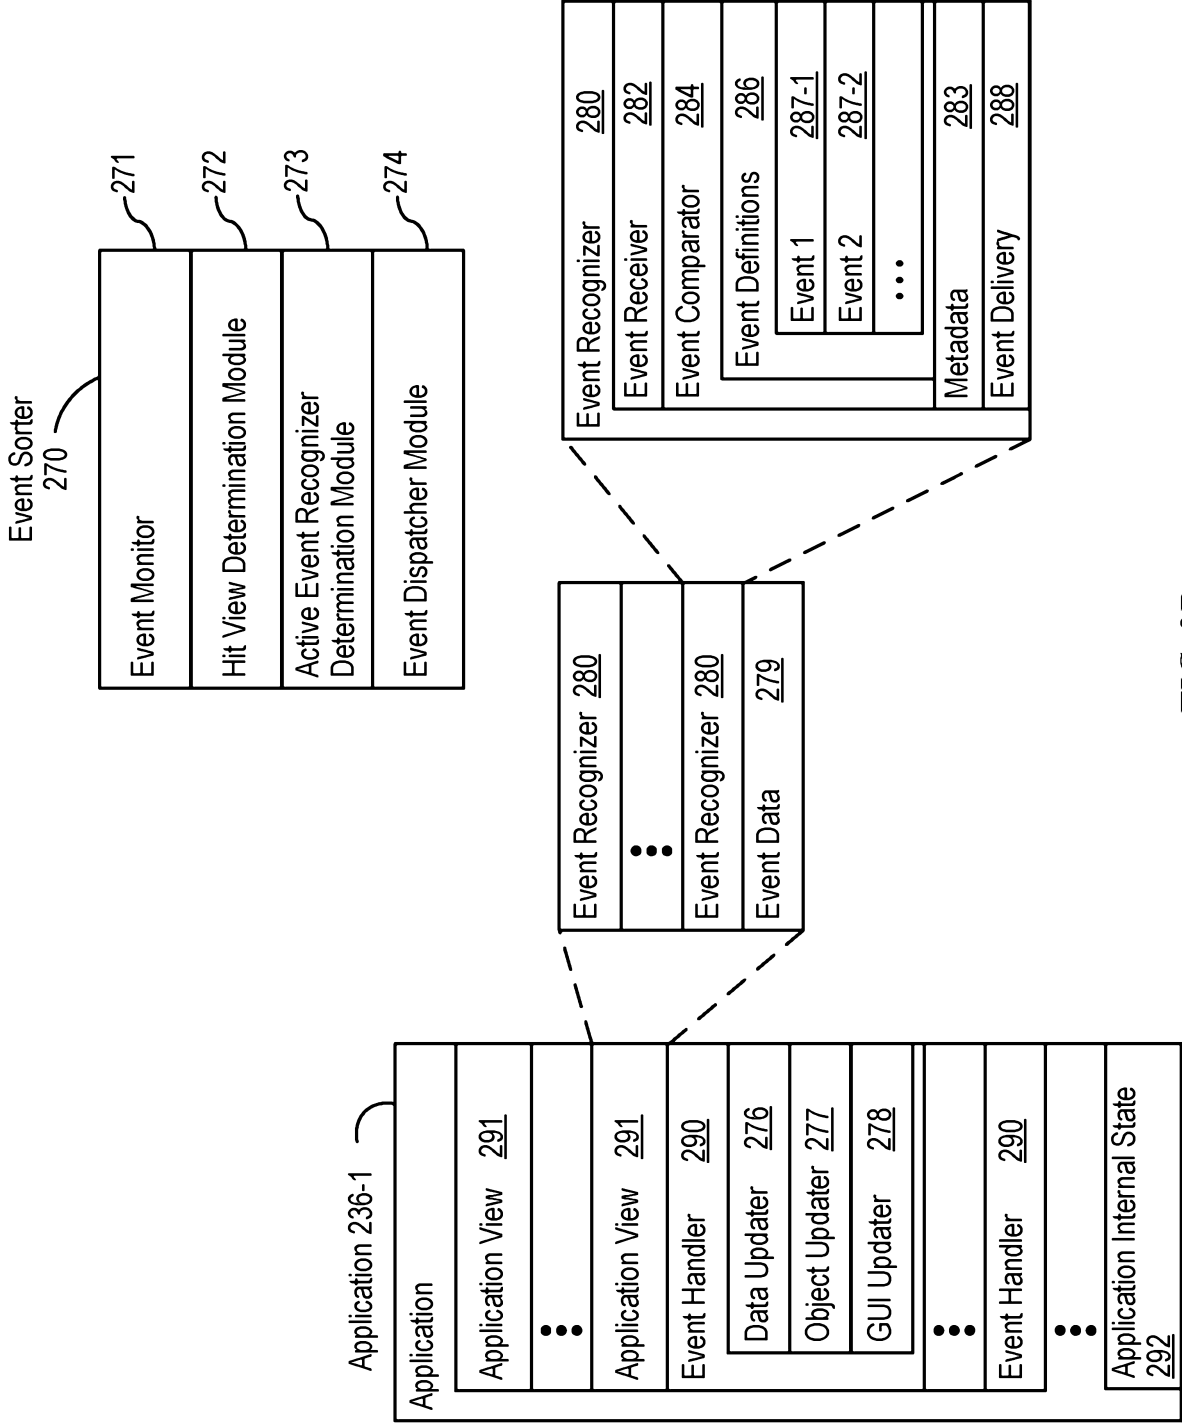 Event Sorter
270
Event Monitor
271
Hit View Determination Module
272
Active Event Recognizer
Determination Module
273
Event Dispatcher Module
274
Application 236-1
Application
Application View 291
Application View 291
Event Handler 290
Data Updater 276
Object Updater 277
GUI Updater 278
Event Handler 290
Application Internal State
292
Event Recognizer 280
Event Recognizer 280
Event Data 279
Event Recognizer 280
Event Receiver 282
Event Comparator 284
Event Definitions 286
Event 1 287-1
Event 2 287-2
Metadata 283
Event Delivery 288